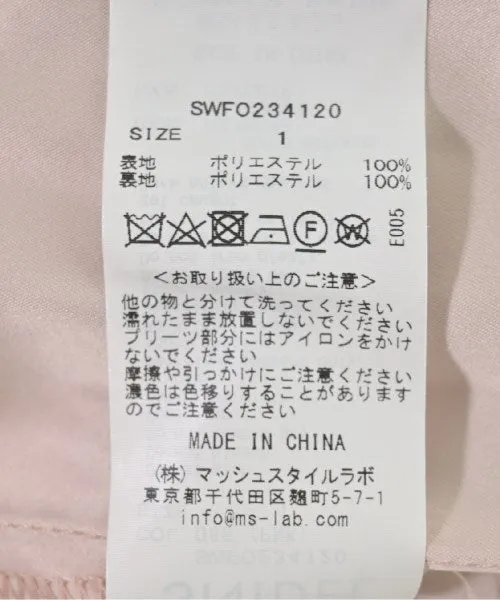 SWFO234120
SIZE 1
表地 ポリエステル 100%
裏地 ポリエステル 100%
F W E005
<お取り扱い上のご注意>
他の物と分けて洗ってください
濡れたまま放置しないでください
プリーツ部分にはアイロンをかけ
ないでください
摩擦や引っかけにご注意ください
濃色は色移りすることがあります
のでご注意ください
MADE IN CHINA
(株) マッシュスタイルラボ
東京都千代田区麹町5-7-1
info@ms-lab.com